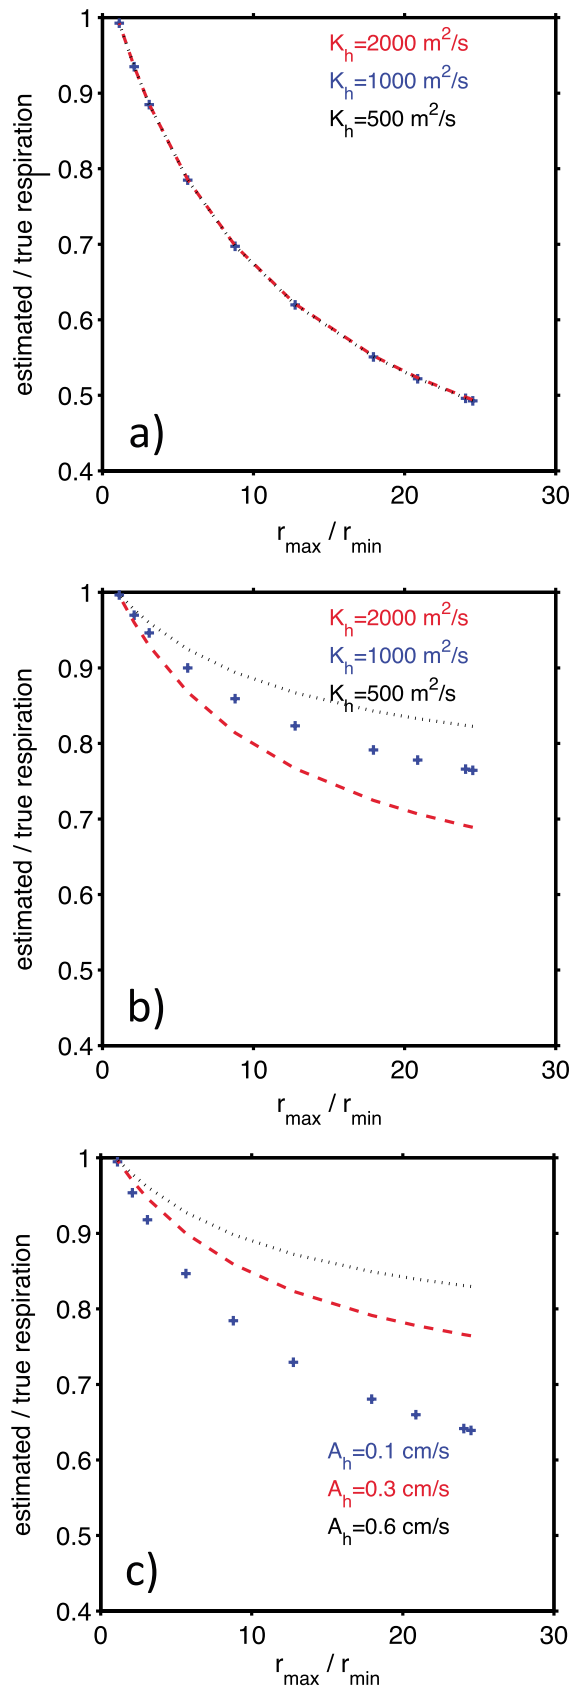 1
0.9
0.8
0.7
0.6
0.5
0.4
0 10 20 30
estimated / true respiration
r_max / r_min
K_h=2000 m^2/s
K_h=1000 m^2/s
K_h=500 m^2/s
a)
1
0.9
0.8
0.7
0.6
0.5
0.4
0 10 20 30
estimated / true respiration
r_max / r_min
K_h=2000 m^2/s
K_h=1000 m^2/s
K_h=500 m^2/s
b)
1
0.9
0.8
0.7
0.6
0.5
0.4
0 10 20 30
estimated / true respiration
r_max / r_min
A_h=0.1 cm/s
A_h=0.3 cm/s
A_h=0.6 cm/s
c)